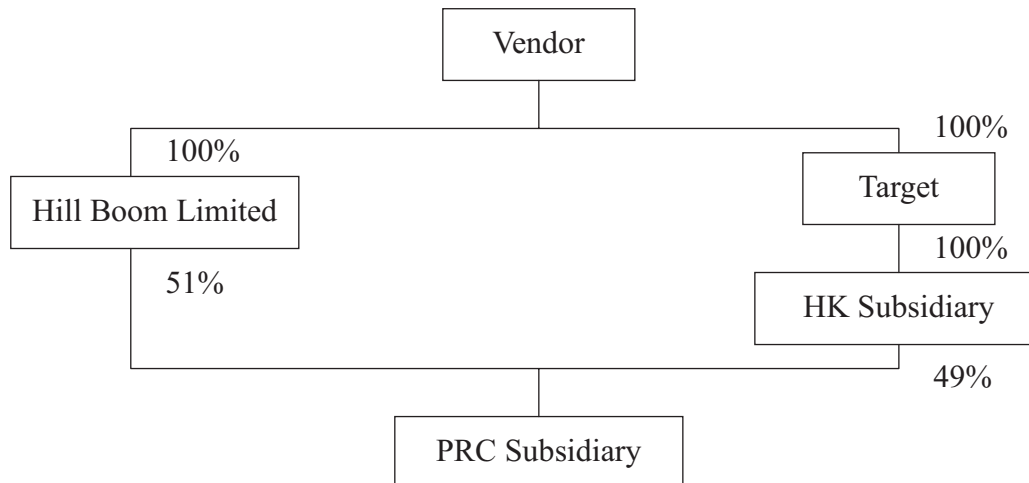 Vendor
100%
100%
Hill Boom Limited
Target
51%
100%
HK Subsidiary
49%
PRC Subsidiary